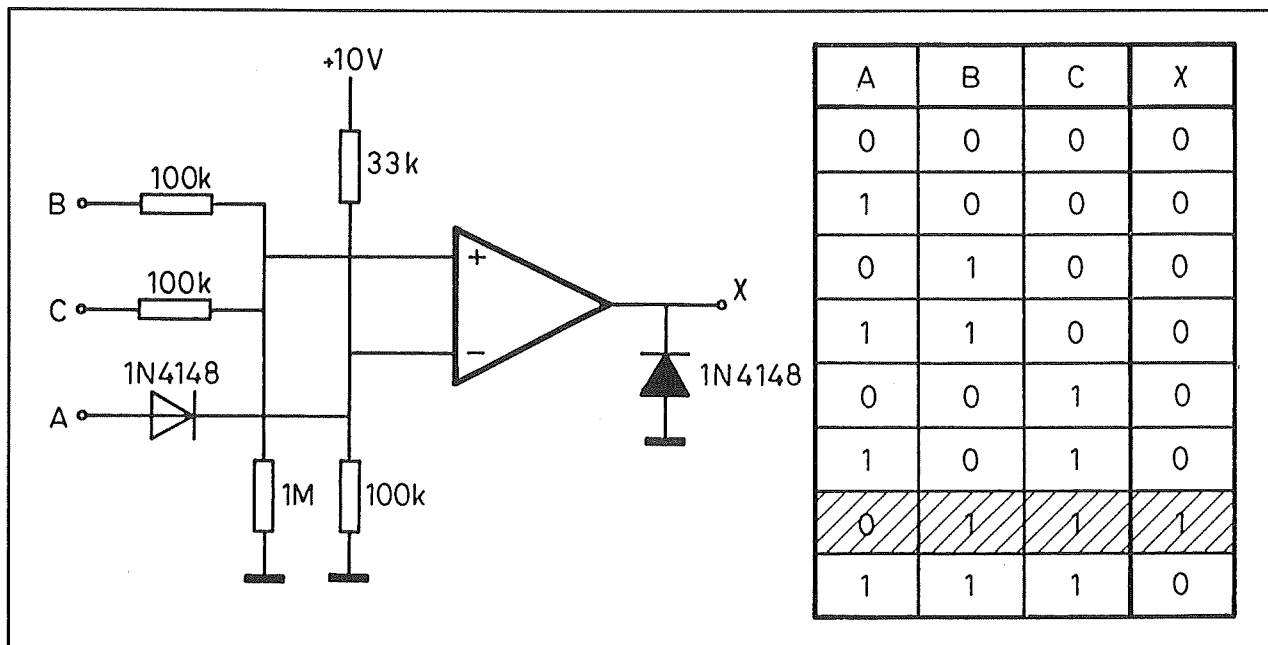 +10V
33k
100k
B
100k
C
1N4148
A
1M
100k
+
−
X
1N4148
A B C X
0 0 0 0
1 0 0 0
0 1 0 0
1 1 0 0
0 0 1 0
1 0 1 0
0 1 1 1
1 1 1 0